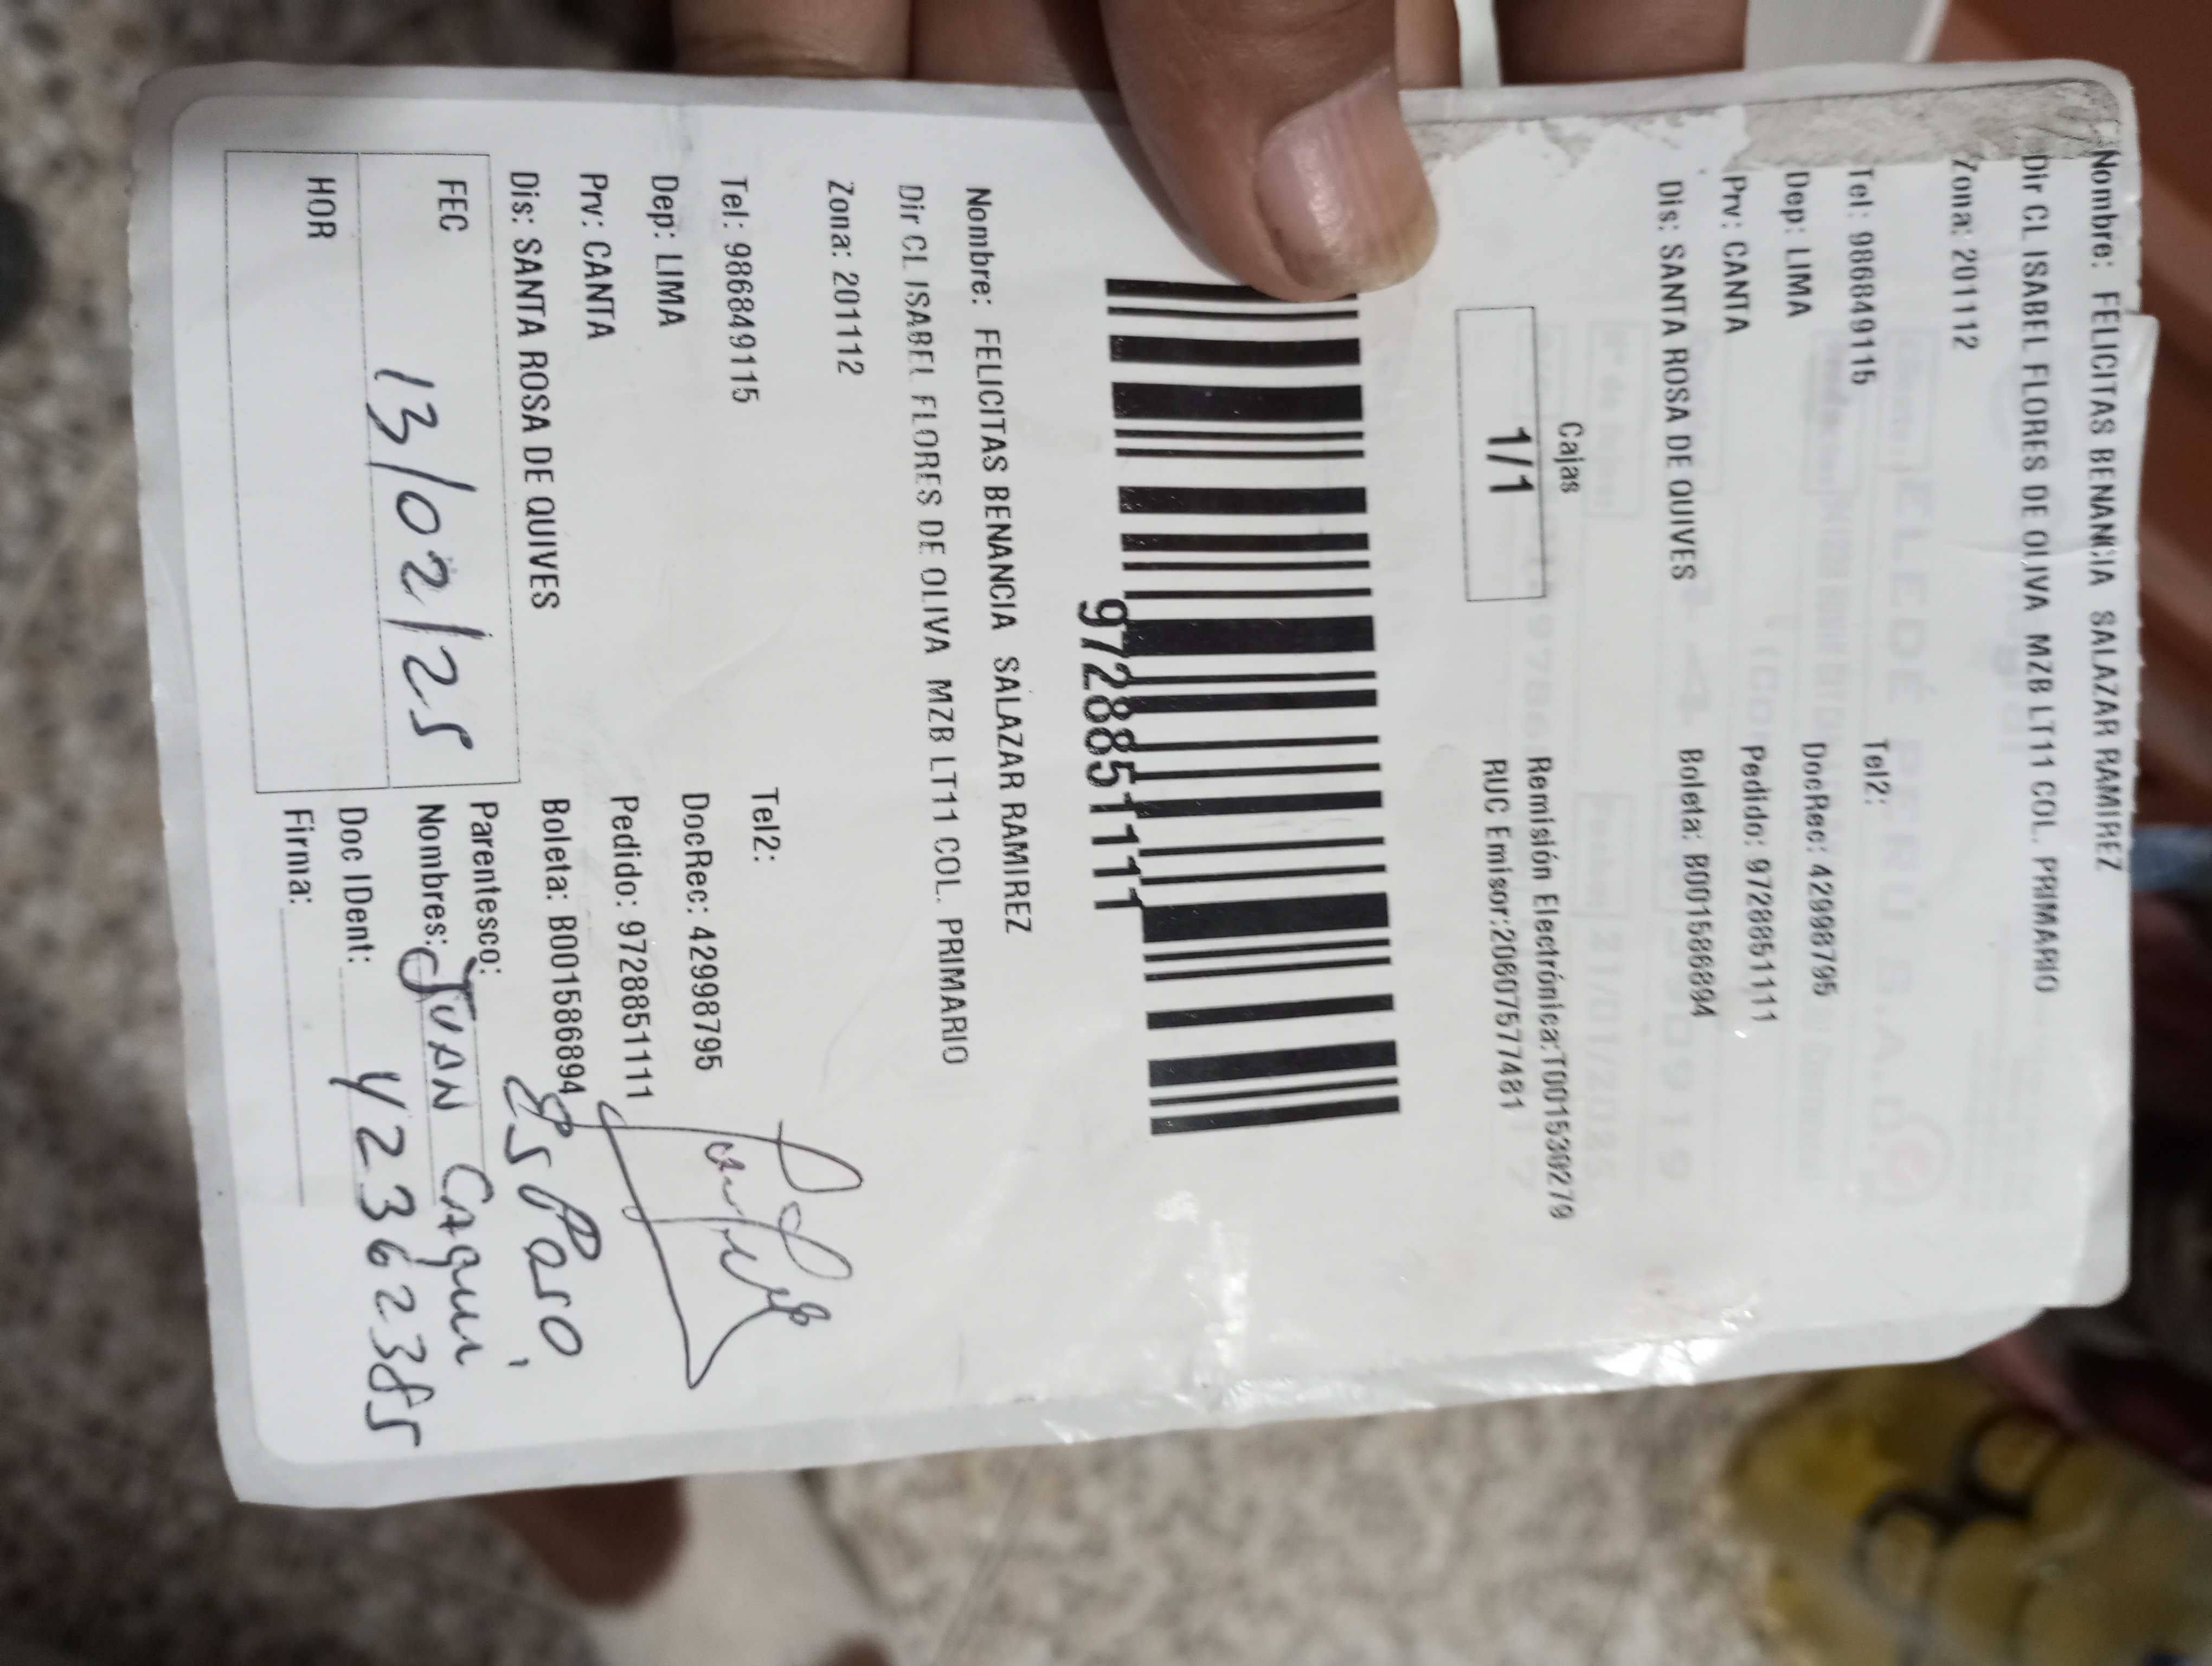 Nombre: FELICITAS BENANCIA SALAZAR RAMIREZ
Dir CL ISABEL FLORES DE OLIVA MZB LT11 COL. PRIMARIO
Zona: 201112
Tel: 986849115 Tel2:
Dep: LIMA DocRec: 42998795
Prv: CANTA Pedido: 9728851111
Dis: SANTA ROSA DE QUIVES Boleta: B001586894
Cajas
1/1
Remisión Electrónica:T001530279
RUC Emisor:20607577481
9728851111
Nombre: FELICITAS BENANCIA SALAZAR RAMIREZ
Dir CL ISABEL FLORES DE OLIVA MZB LT11 COL. PRIMARIO
Zona: 201112
Tel: 986849115 Tel2:
Dep: LIMA DocRec: 42998795
Prv: CANTA Pedido: 9728851111
Dis: SANTA ROSA DE QUIVES Boleta: B001586894
FEC 13/02/25
HOR
Parentesco: Esposo
Nombres: JUAN CAqui
Doc IDent: 42362385
Firma: